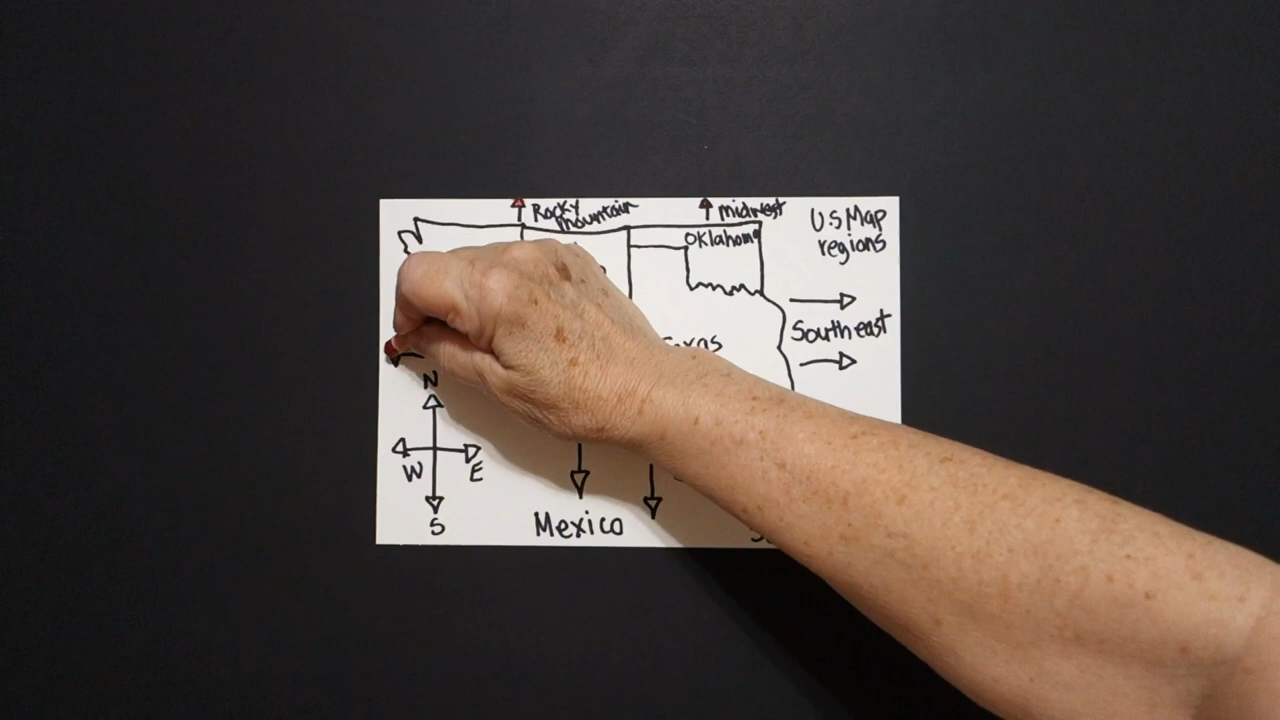 Rocky
mountain
midwest
U.S Map
regions
Oklahoma
Southeast
N
W
E
S
Mexico